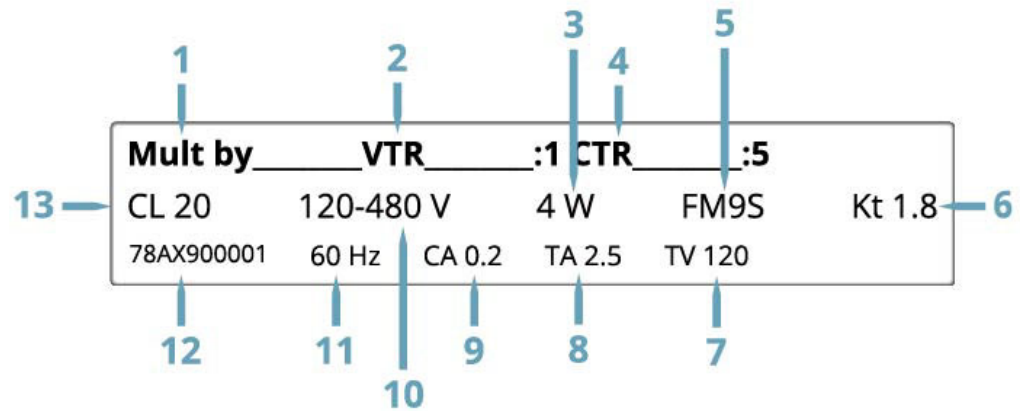 1 2 3 4 5
Mult by_______VTR_______:1 CTR_______:5
13 CL 20 120-480 V 4 W FM9S Kt 1.8 6
78AX900001 60 Hz CA 0.2 TA 2.5 TV 120
12 11 10 9 8 7